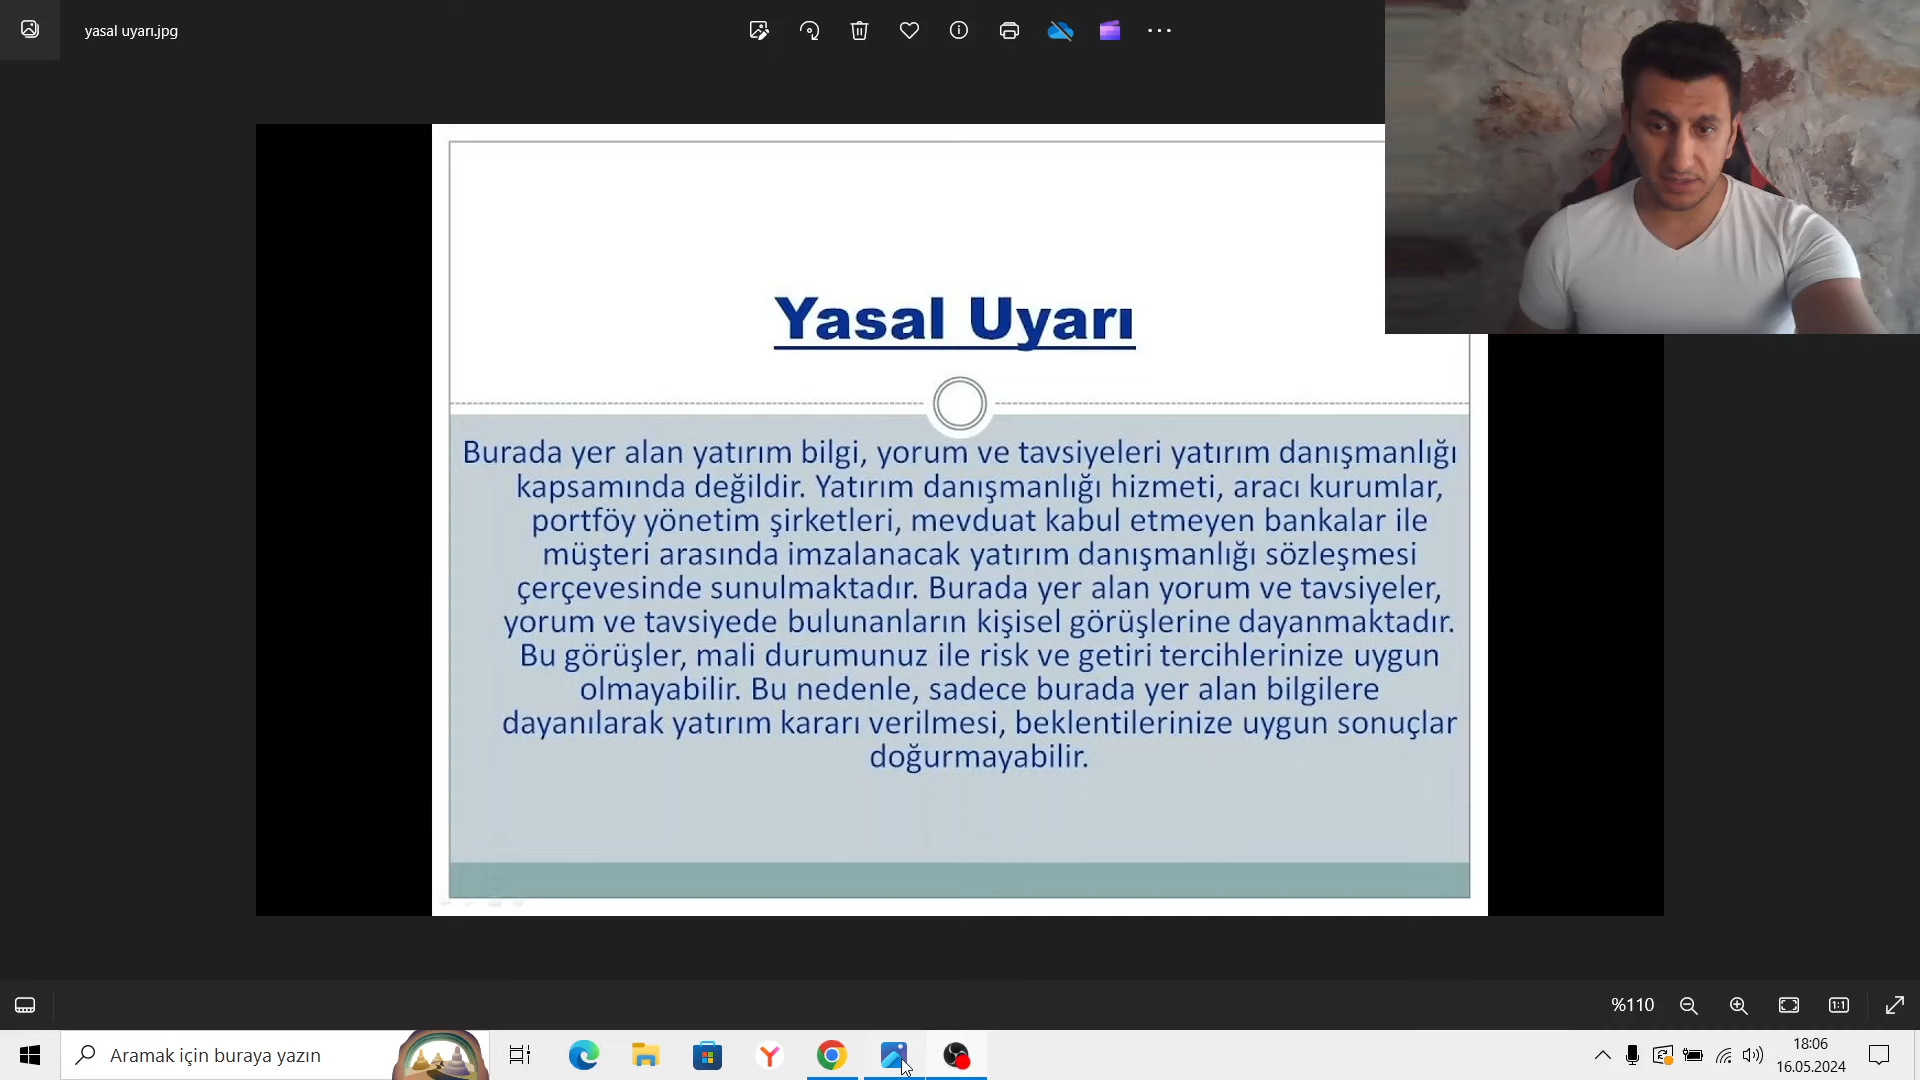 yasal uyarı.jpg
Yasal Uyarı
Burada yer alan yatırım bilgi, yorum ve tavsiyeleri yatırım danışmanlığı
kapsamında değildir. Yatırım danışmanlığı hizmeti, aracı kurumlar,
portföy yönetim şirketleri, mevduat kabul etmeyen bankalar ile
müşteri arasında imzalanacak yatırım danışmanlığı sözleşmesi
çerçevesinde sunulmaktadır. Burada yer alan yorum ve tavsiyeler,
yorum ve tavsiyede bulunanların kişisel görüşlerine dayanmaktadır.
Bu görüşler, mali durumunuz ile risk ve getiri tercihlerinize uygun
olmayabilir. Bu nedenle, sadece burada yer alan bilgilere
dayanılarak yatırım kararı verilmesi, beklentilerinize uygun sonuçlar
doğurmayabilir.
%110
1:1
Aramak için buraya yazın
18:06
16.05.2024